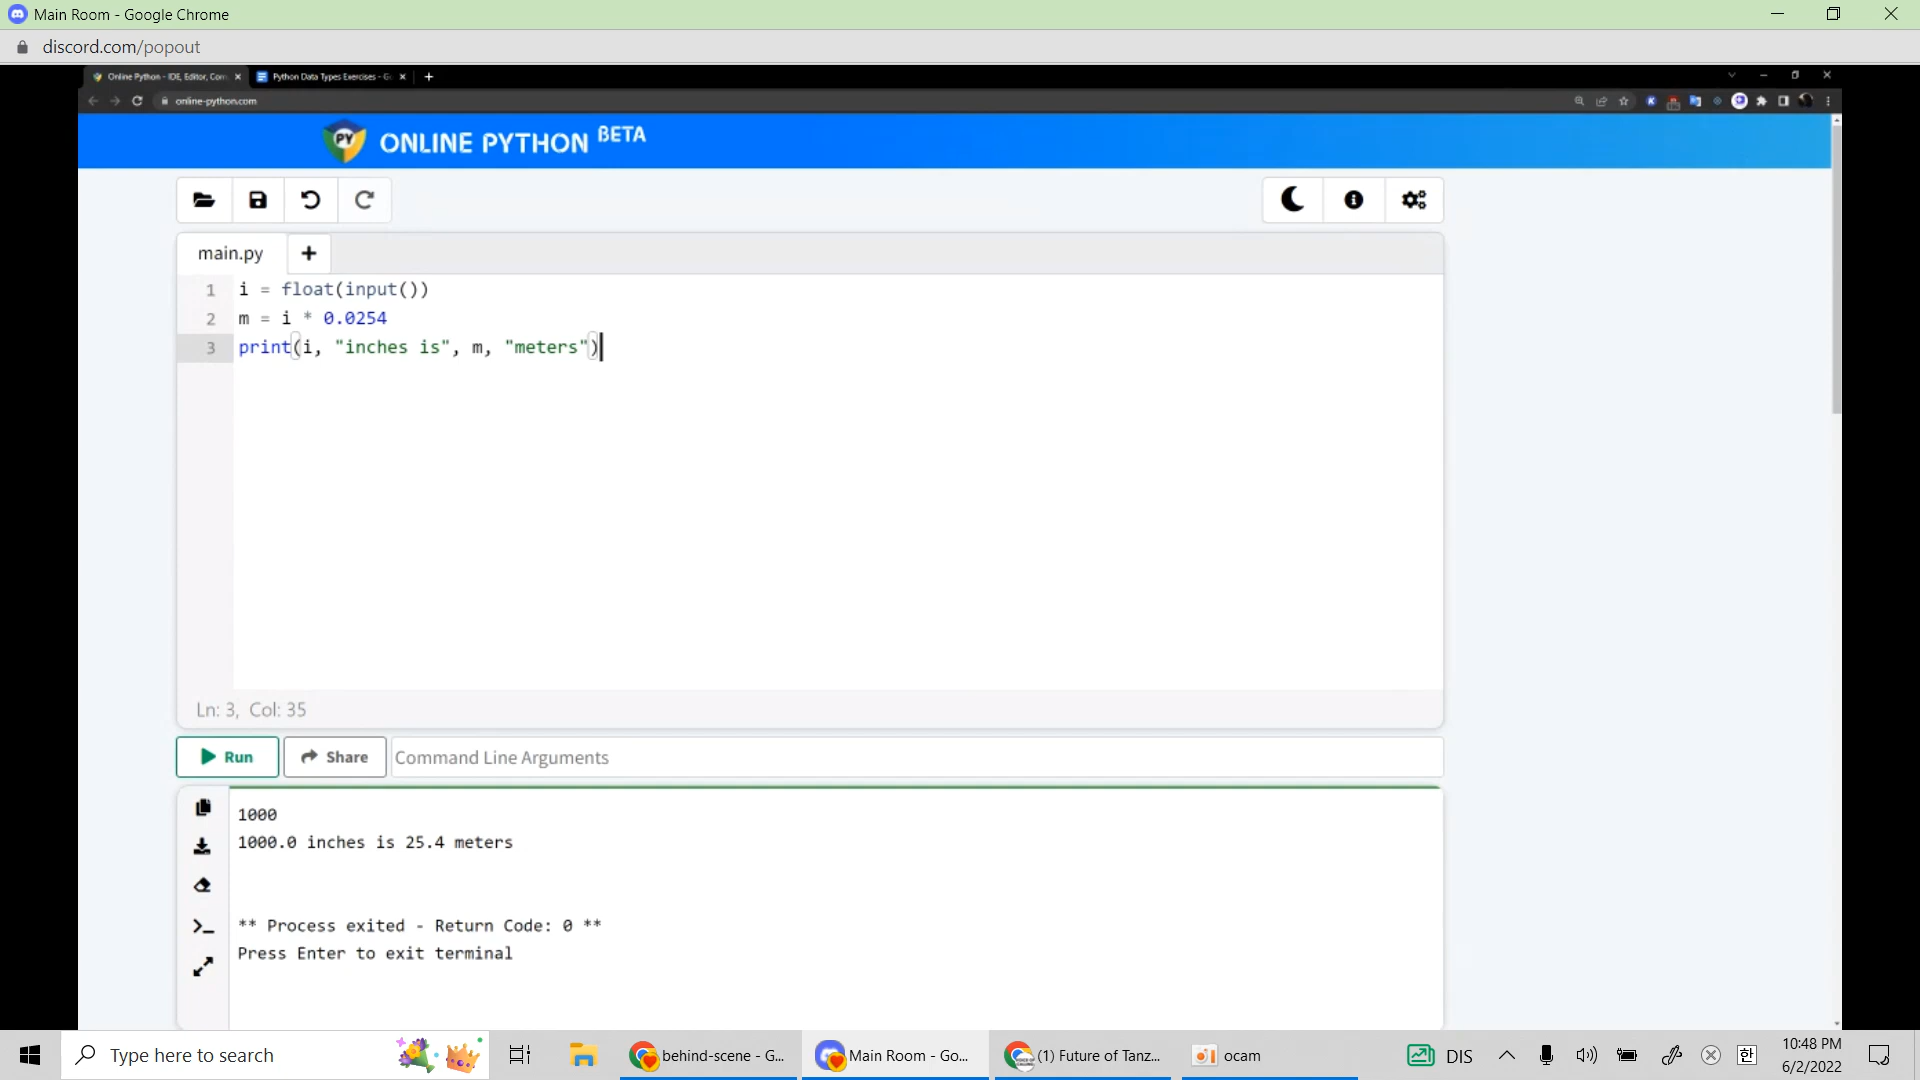 Main Room - Google Chrome
discord.com/popout
Online Python - IDE, Editor, Com
Python Data Types Exercises - G
online-python.com
PY
ONLINE PYTHON BETA
main.py
1 i = float(input())
2 m = i * 0.0254
3 print(i, "inches is", m, "meters")
Ln: 3, Col: 35
Run
Share
Command Line Arguments
1000
1000.0 inches is 25.4 meters
** Process exited - Return Code: 0 **
Press Enter to exit terminal
Type here to search
behind-scene - G...
Main Room - Go...
(1) Future of Tanz...
ocam
DIS
한
10:48 PM
6/2/2022